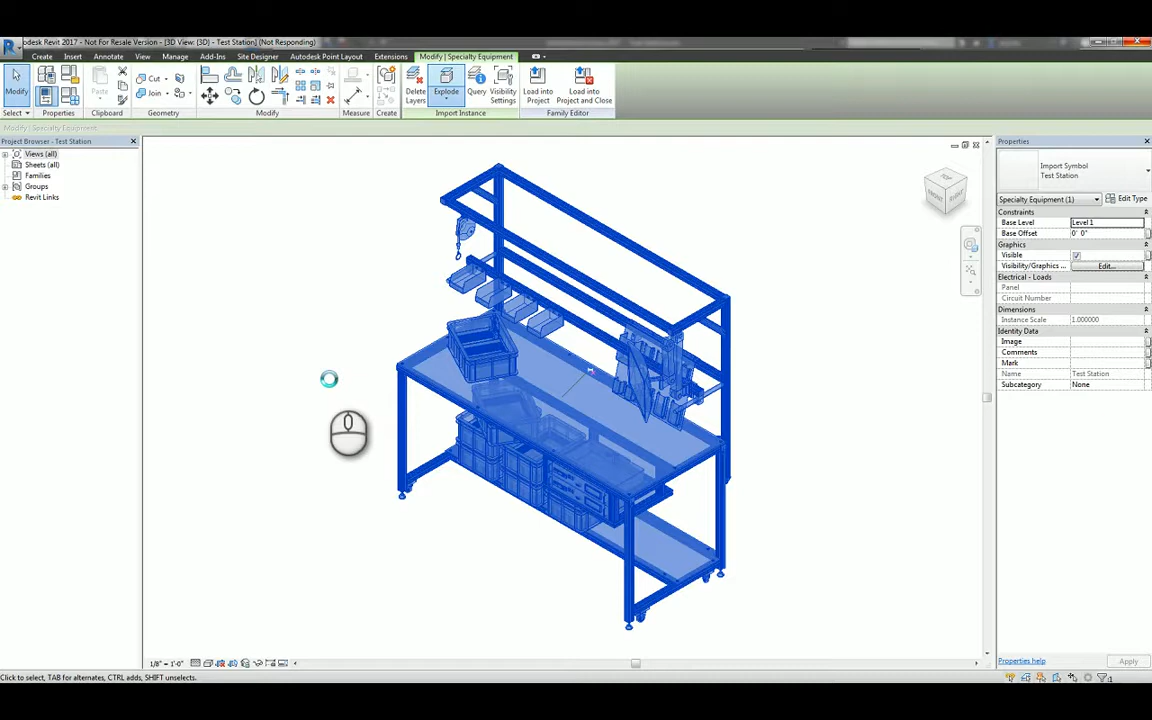 odesk Revit 2017 - Not For Resale Version - [3D View: {3D} - Test Station] (Not Responding)
Create Insert Annotate View Manage Add-Ins Site Designer Autodesk Point Layout Extensions Modify | Specialty Equipment
Modify Paste Cut Join Delete Layers Explode Query Visibility Settings Load into Project Load into Project and Close
Select Properties Clipboard Geometry Modify Measure Create Import Instance Family Editor
Modify | Specialty Equipment
Project Browser - Test Station
Views (all)
Sheets (all)
Families
Groups
Revit Links
TOP
FRONT
RIGHT
Properties
Import Symbol
Test Station
Specialty Equipment (1) Edit Type
Constraints
Base Level Level 1
Base Offset 0' 0"
Graphics
Visible
Visibility/Graphics ... Edit...
Electrical - Loads
Panel
Circuit Number
Dimensions
Instance Scale 1.000000
Identity Data
Image
Comments
Mark
Name Test Station
Subcategory None
Properties help Apply
1/8" = 1'-0"
Click to select, TAB for alternates, CTRL adds, SHIFT unselects.
:1